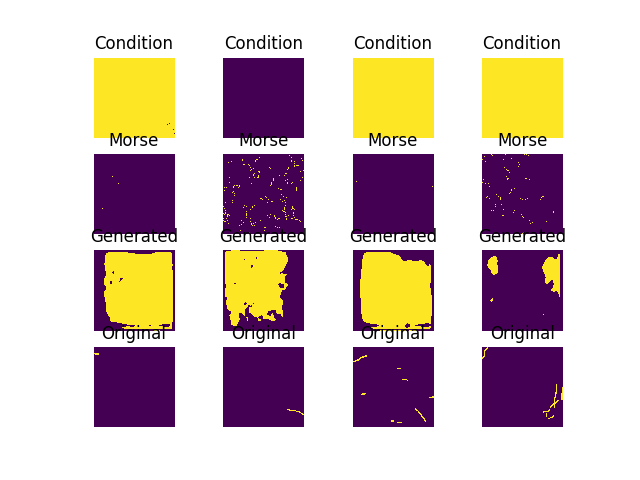 Condition Condition Condition Condition
Morse Morse Morse Morse
Generated Generated Generated Generated
Original Original Original Original